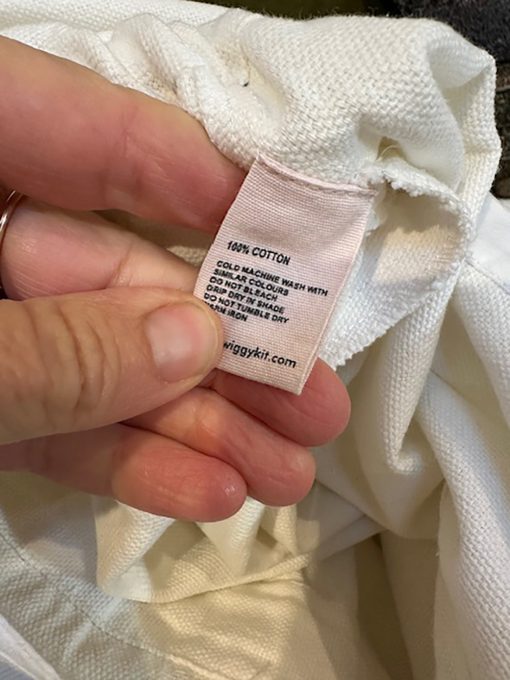 100% COTTON
COLD MACHINE WASH WITH
SIMILAR COLOURS
DO NOT BLEACH
DRIP DRY IN SHADE
DO NOT TUMBLE DRY
IRON
wiggykit.com